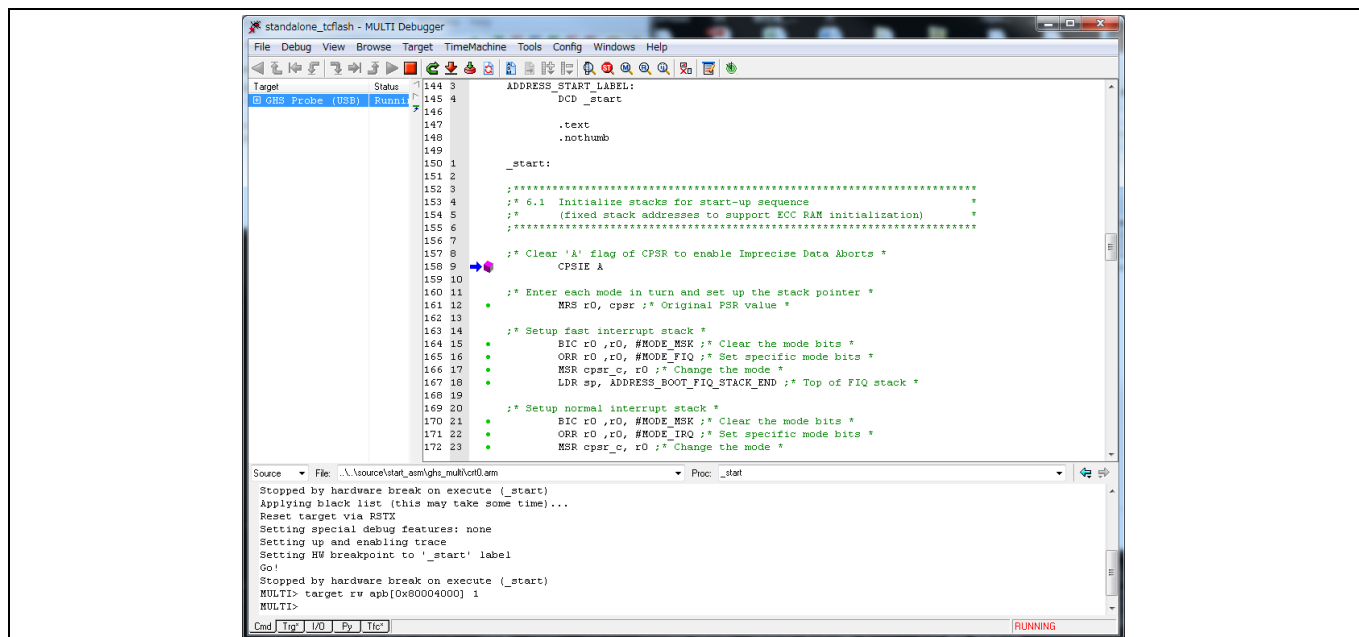 standalone_tcflash - MULTI Debugger
File Debug View Browse Target TimeMachine Tools Config Windows Help
Target Status
GHS Probe (USB) Runni
144 3 ADDRESS_START_LABEL:
145 4 DCD _start
146
147 .text
148 .nothumb
149
150 1 _start:
151 2
152 3 ;************************************************************************
153 4 ;* 6.1 Initialize stacks for start-up sequence *
154 5 ;* (fixed stack addresses to support ECC RAM initialization) *
155 6 ;************************************************************************
156 7
157 8 ;* Clear 'A' flag of CPSR to enable Imprecise Data Aborts *
158 9 CPSIE A
159 10
160 11 ;* Enter each mode in turn and set up the stack pointer *
161 12 MRS r0, cpsr ;* Original PSR value *
162 13
163 14 ;* Setup fast interrupt stack *
164 15 BIC r0 ,r0, #MODE_MSK ;* Clear the mode bits *
165 16 ORR r0 ,r0, #MODE_FIQ ;* Set specific mode bits *
166 17 MSR cpsr_c, r0 ;* Change the mode *
167 18 LDR sp, ADDRESS_BOOT_FIQ_STACK_END ;* Top of FIQ stack *
168 19
169 20 ;* Setup normal interrupt stack *
170 21 BIC r0 ,r0, #MODE_MSK ;* Clear the mode bits *
171 22 ORR r0 ,r0, #MODE_IRQ ;* Set specific mode bits *
172 23 MSR cpsr_c, r0 ;* Change the mode *
Source File: ..\..\source\start_asm\ghs_multi\crt0.arm Proc: _start
Stopped by hardware break on execute (_start)
Applying black list (this may take some time)...
Reset target via RSTX
Setting special debug features: none
Setting up and enabling trace
Setting HW breakpoint to '_start' label
Go!
Stopped by hardware break on execute (_start)
MULTI> target rw apb[0x80004000] 1
MULTI>
Cmd Trg* I/O Py Tfc* RUNNING